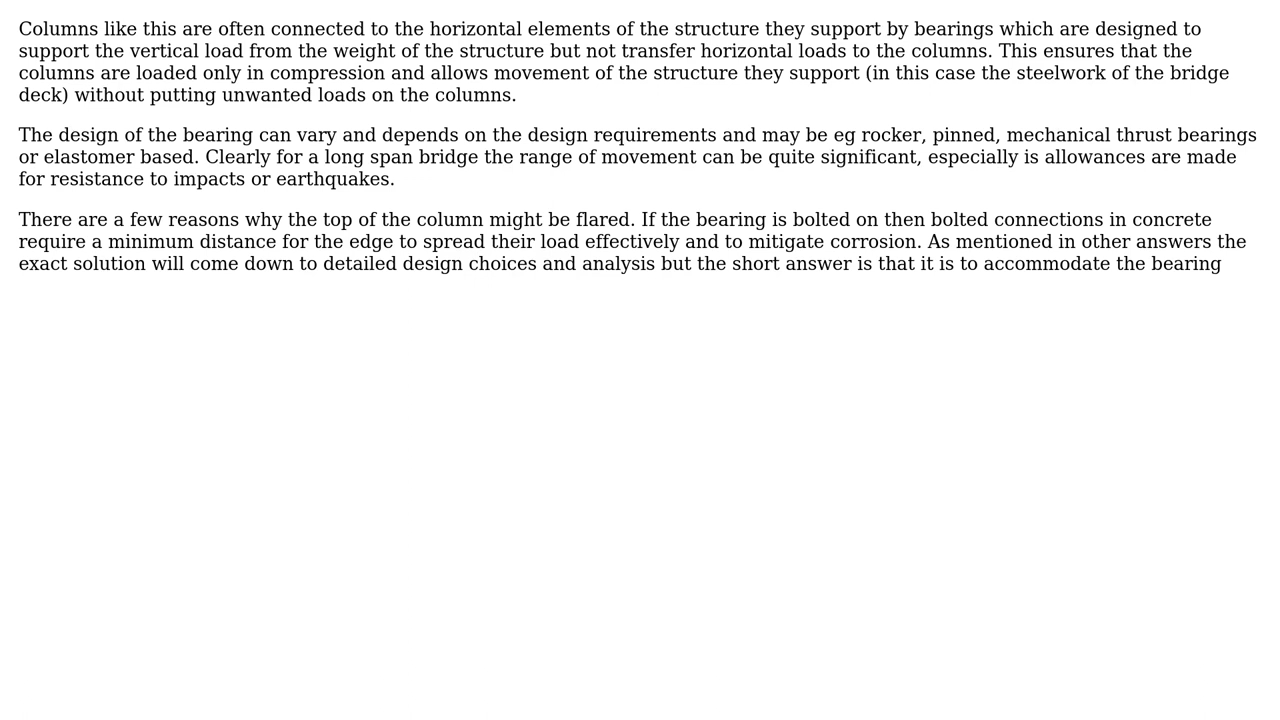 Columns like this are often connected to the horizontal elements of the structure they support by bearings which are designed to
support the vertical load from the weight of the structure but not transfer horizontal loads to the columns. This ensures that the
columns are loaded only in compression and allows movement of the structure they support (in this case the steelwork of the bridge
deck) without putting unwanted loads on the columns.
The design of the bearing can vary and depends on the design requirements and may be eg rocker, pinned, mechanical thrust bearings
or elastomer based. Clearly for a long span bridge the range of movement can be quite significant, especially is allowances are made
for resistance to impacts or earthquakes.
There are a few reasons why the top of the column might be flared. If the bearing is bolted on then bolted connections in concrete
require a minimum distance for the edge to spread their load effectively and to mitigate corrosion. As mentioned in other answers the
exact solution will come down to detailed design choices and analysis but the short answer is that it is to accommodate the bearing